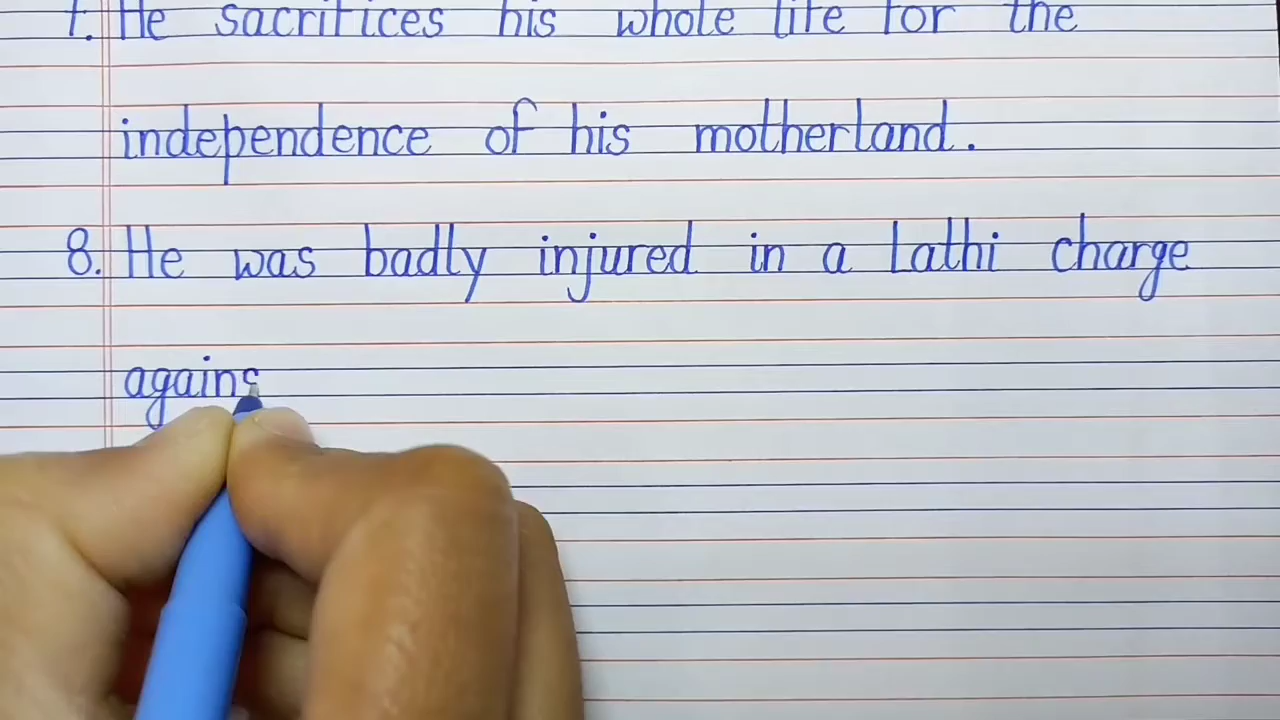 7. He sacrifices his whole life for the
independence of his motherland.
8. He was badly injured in a Lathi charge
agains